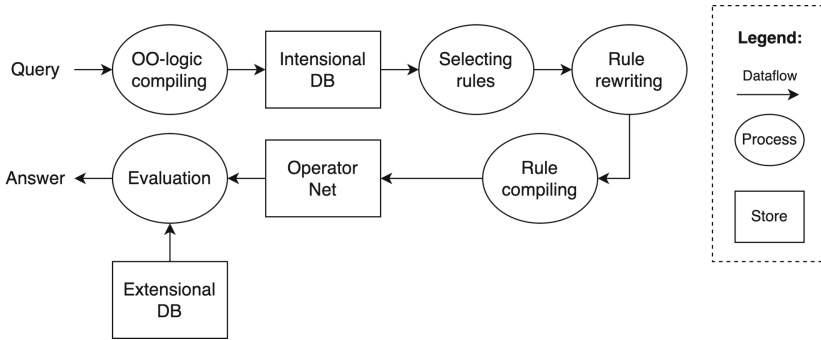 Query
OO-logic
compiling
Intensional
DB
Selecting
rules
Rule
rewriting
Answer
Evaluation
Operator
Net
Rule
compiling
Extensional
DB
Legend:
Dataflow
Process
Store